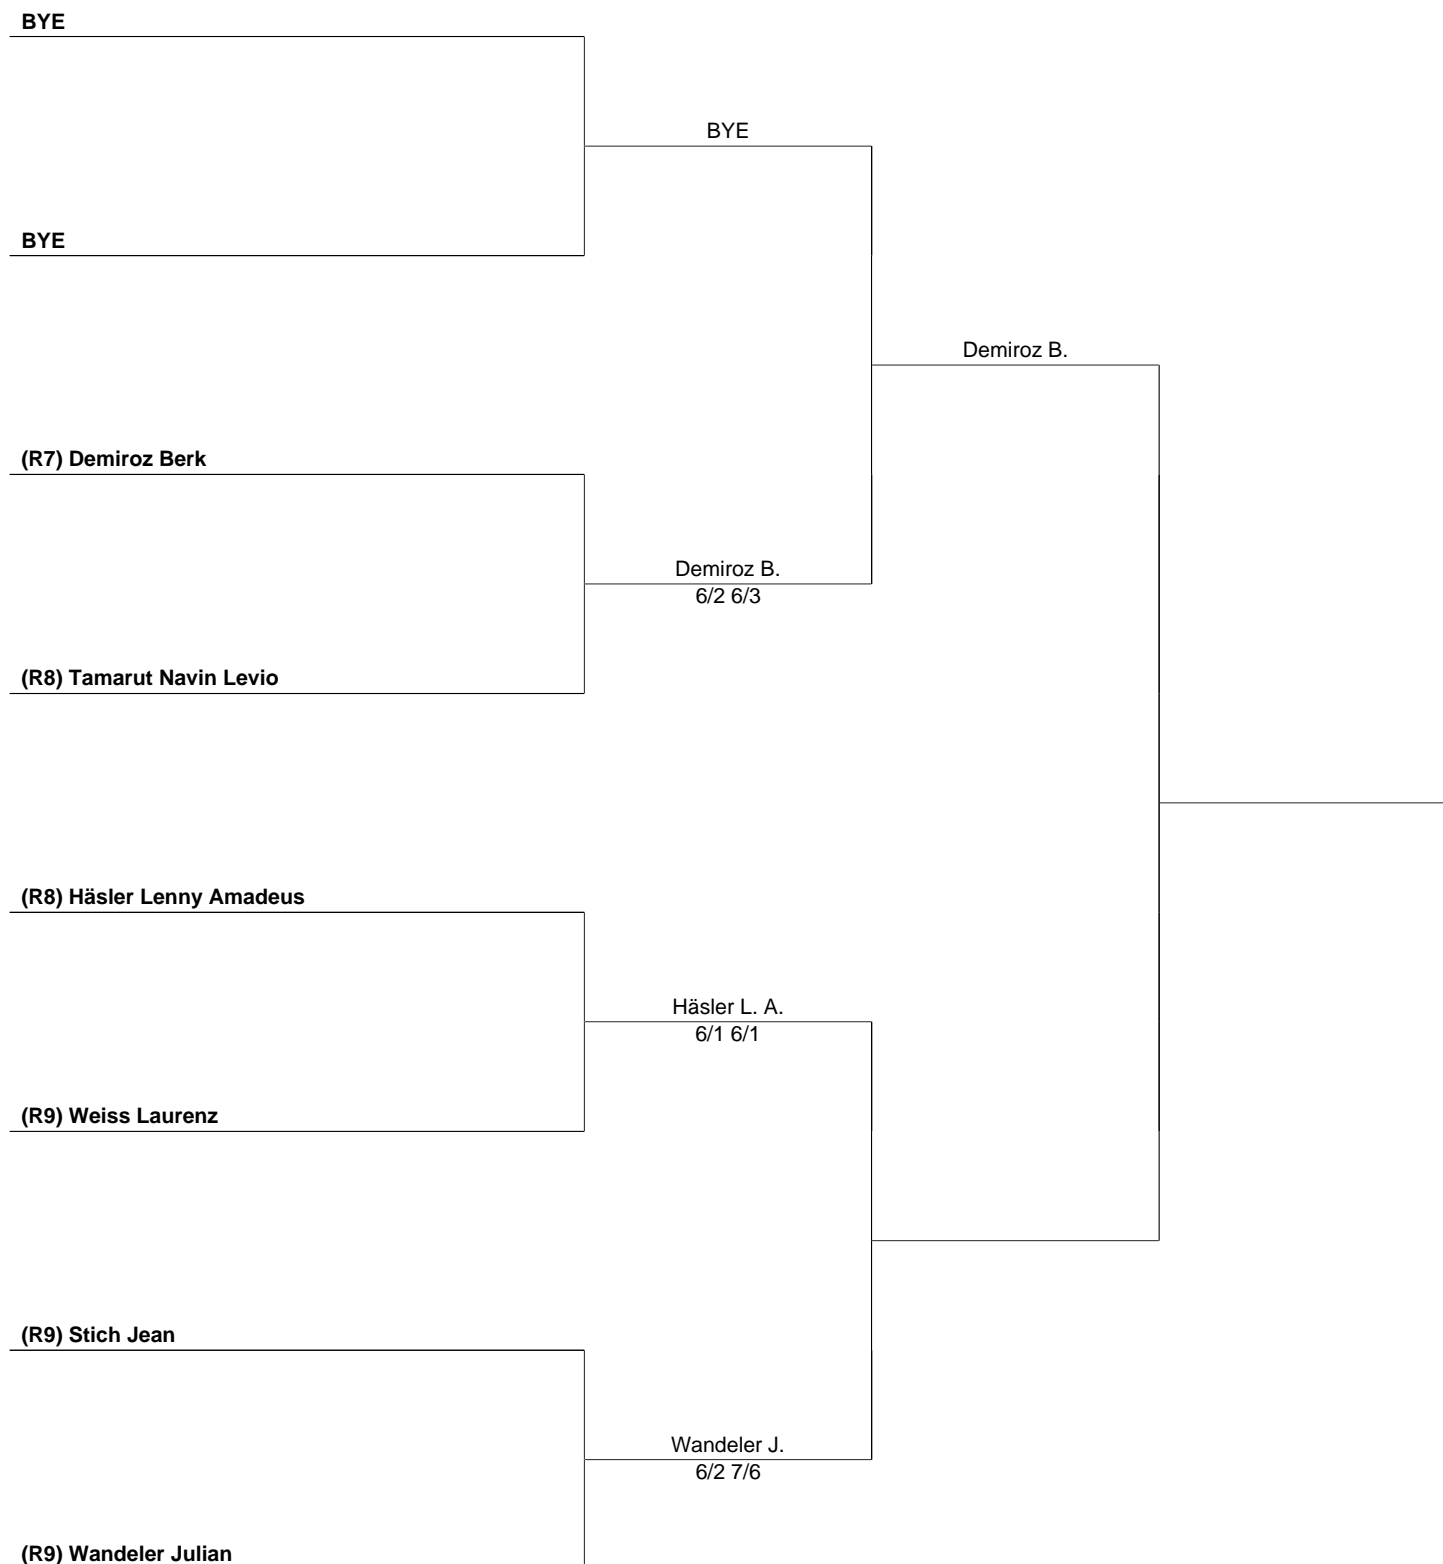 BYE
BYE
BYE
Demiroz B.
(R7) Demiroz Berk
Demiroz B.
6/2 6/3
(R8) Tamarut Navin Levio
(R8) Häsler Lenny Amadeus
Häsler L. A.
6/1 6/1
(R9) Weiss Laurenz
(R9) Stich Jean
Wandeler J.
6/2 7/6
(R9) Wandeler Julian